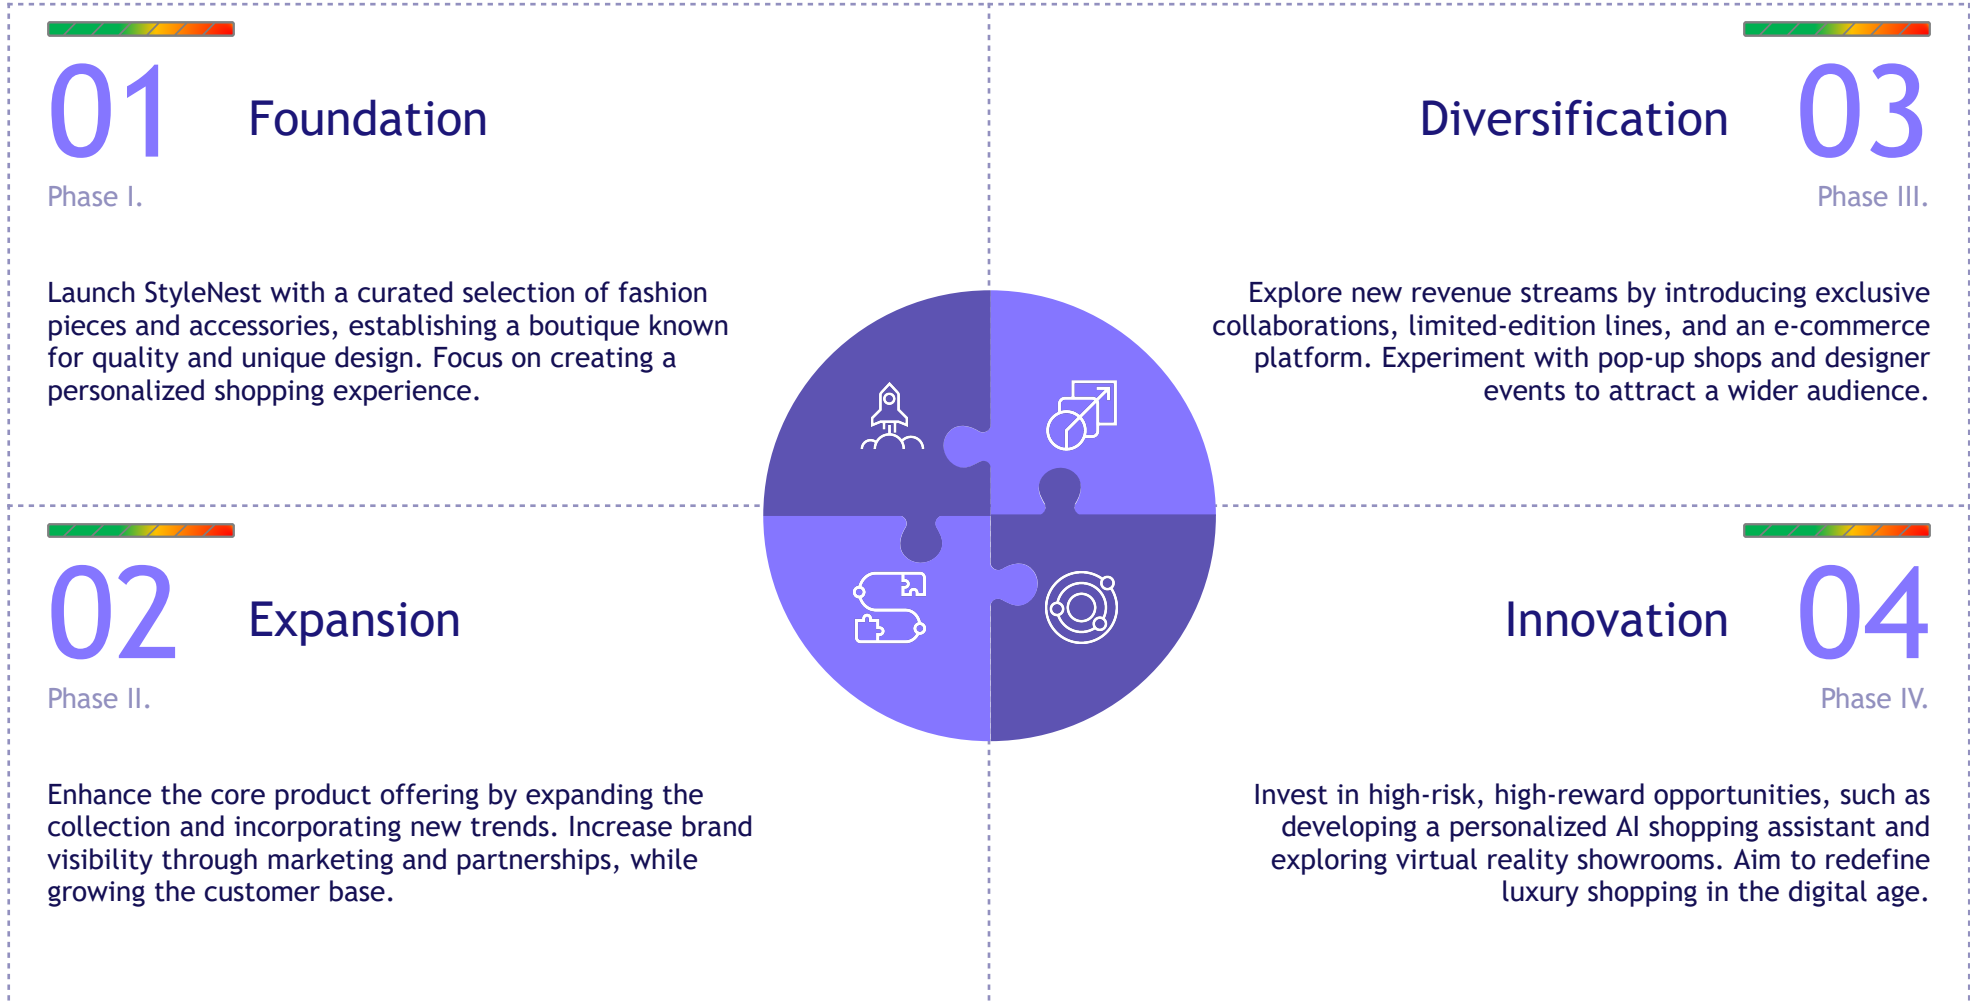 01
Foundation
Phase I.
Launch StyleNest with a curated selection of fashion
pieces and accessories, establishing a boutique known
for quality and unique design. Focus on creating a
personalized shopping experience.
02
Expansion
Phase II.
Enhance the core product offering by expanding the
collection and incorporating new trends. Increase brand
visibility through marketing and partnerships, while
growing the customer base.
Diversification
03
Phase III.
Explore new revenue streams by introducing exclusive
collaborations, limited-edition lines, and an e-commerce
platform. Experiment with pop-up shops and designer
events to attract a wider audience.
Innovation
04
Phase IV.
Invest in high-risk, high-reward opportunities, such as
developing a personalized AI shopping assistant and
exploring virtual reality showrooms. Aim to redefine
luxury shopping in the digital age.